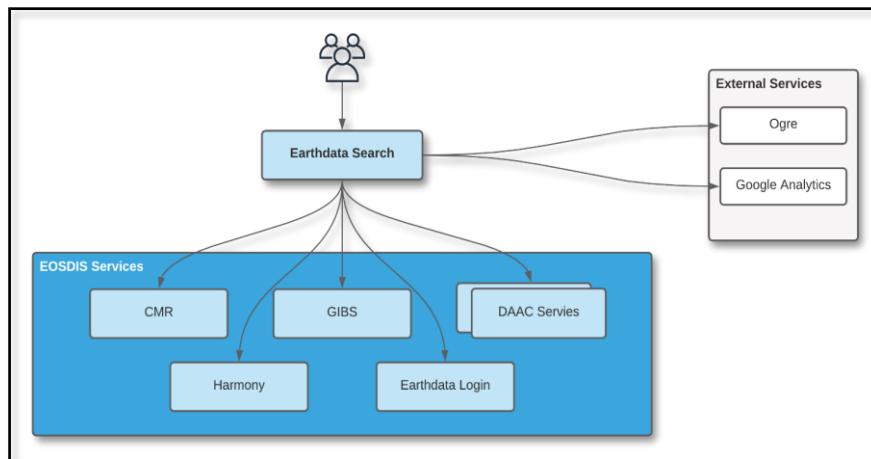 External Services
Ogre
Earthdata Search
Google Analytics
EOSDIS Services
CMR
GIBS
DAAC Servies
Harmony
Earthdata Login